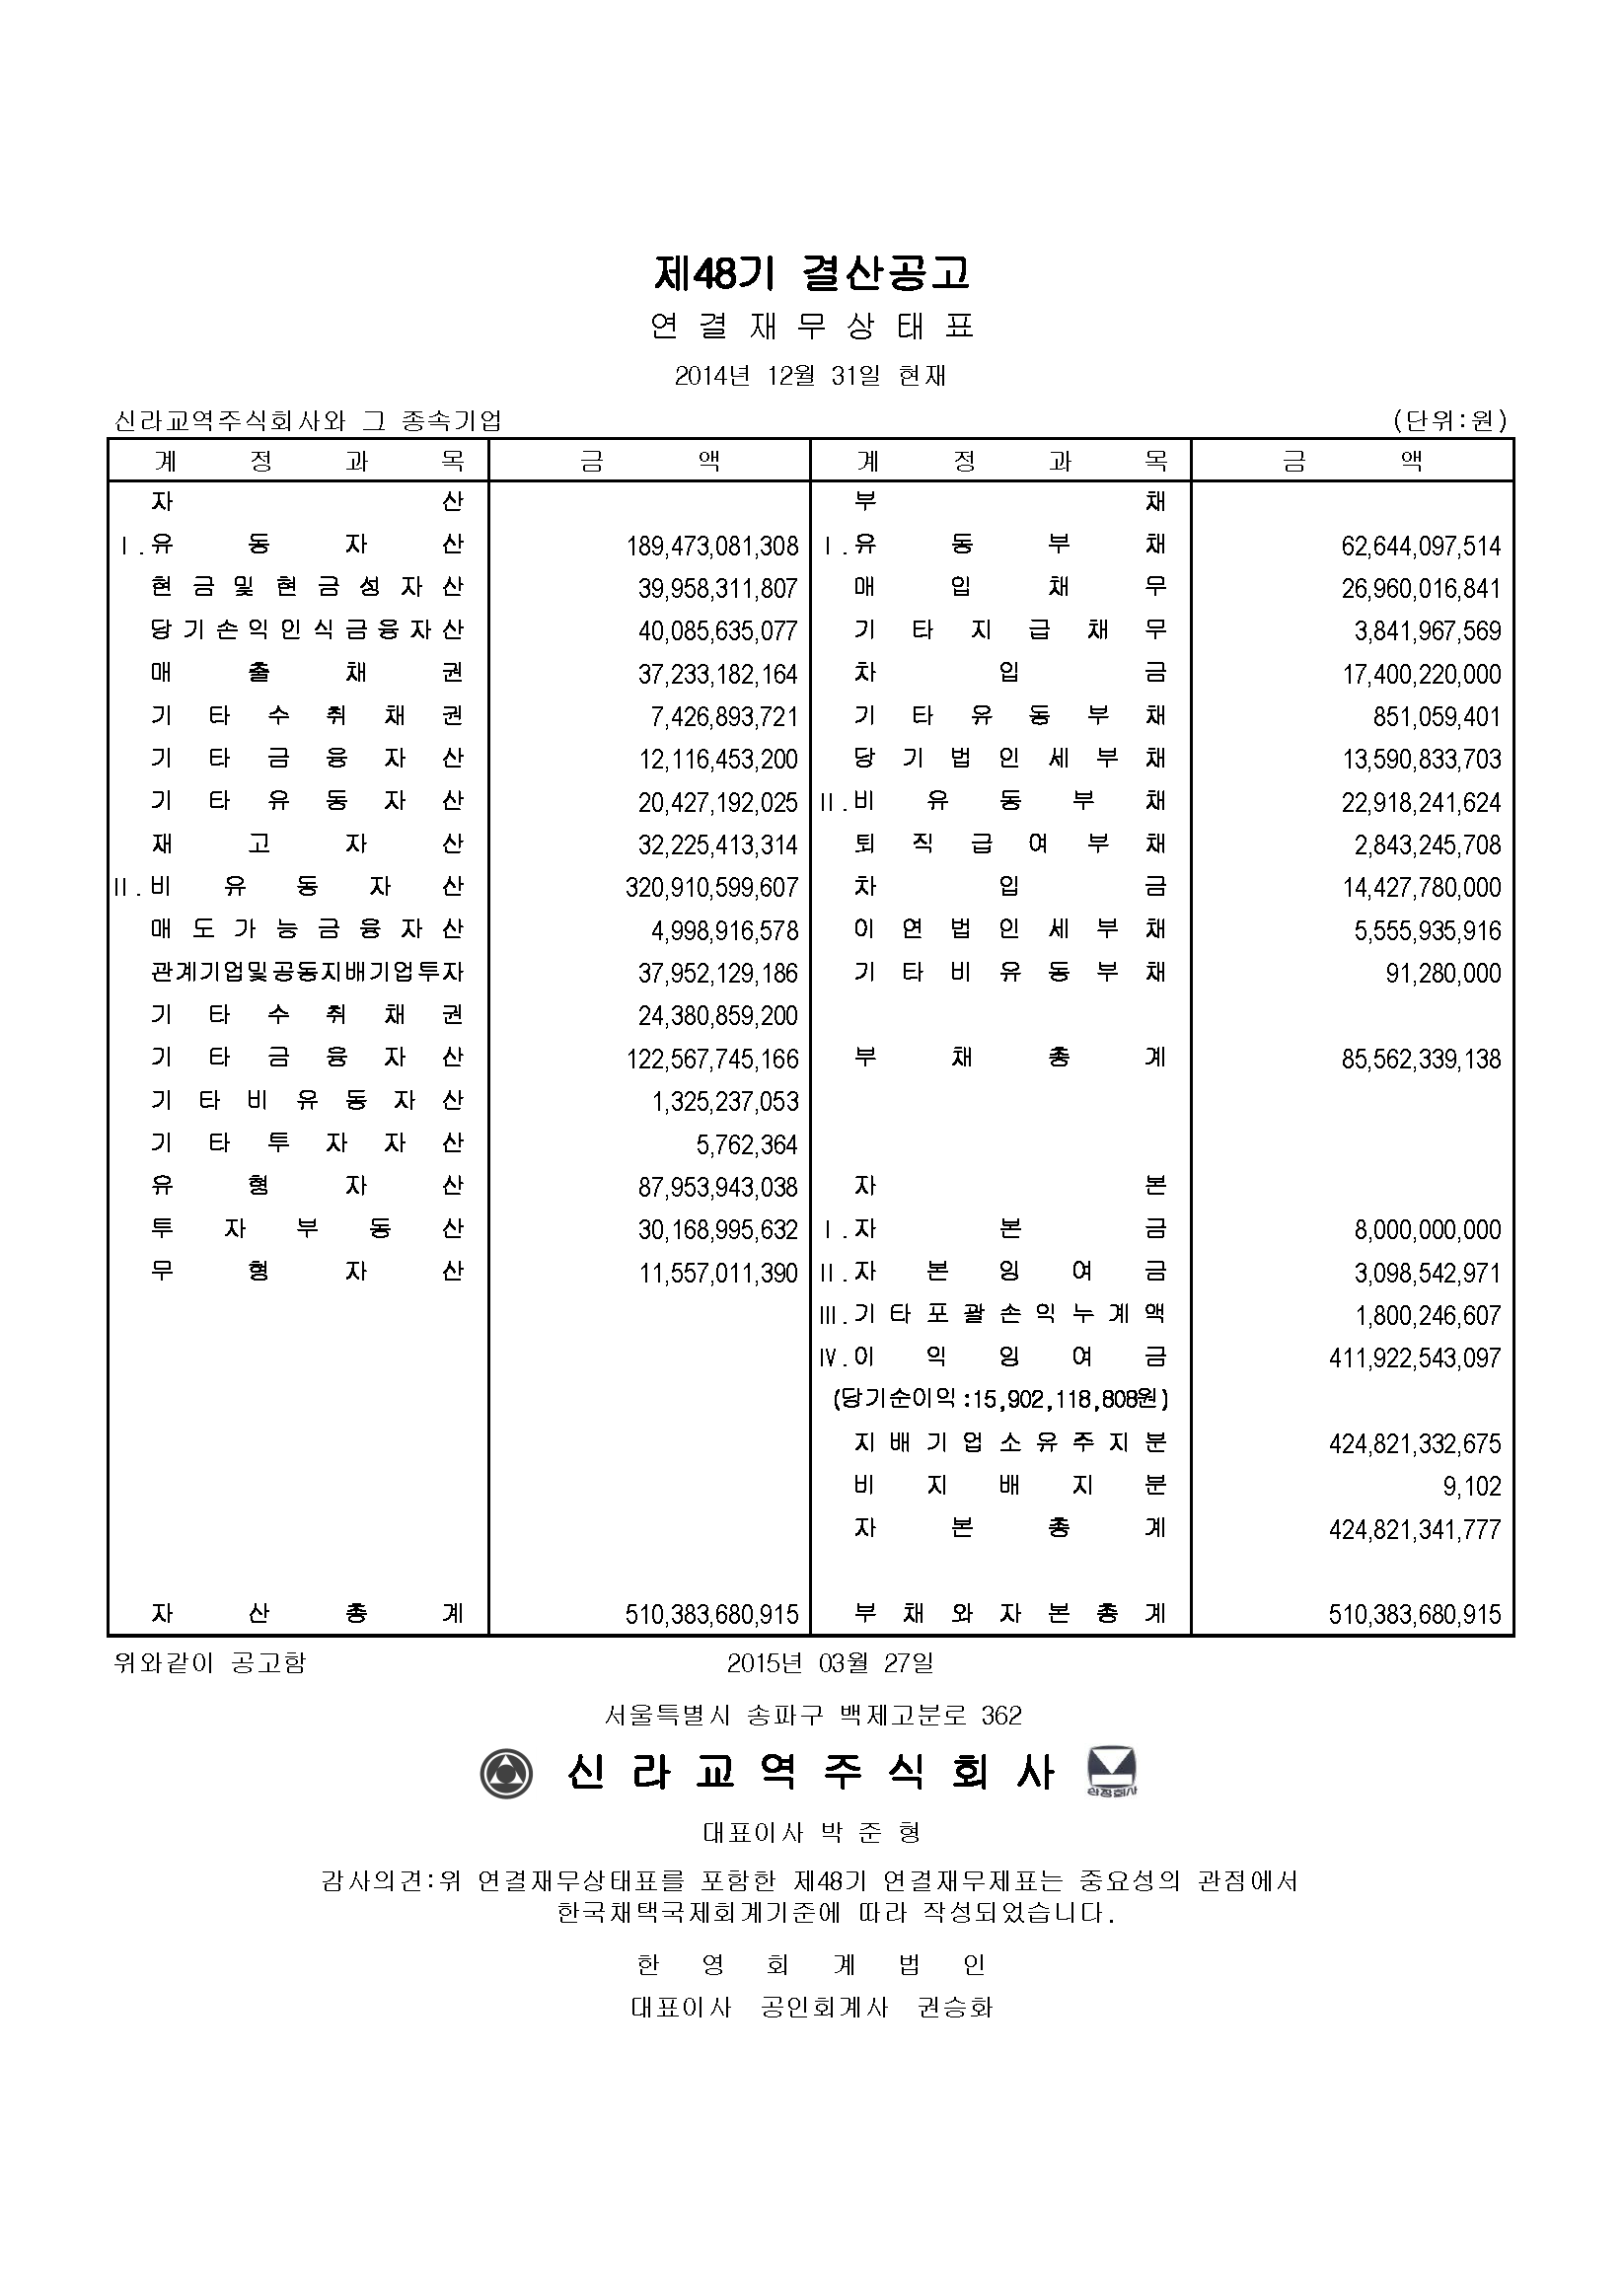 제48기 결산공고
연 결 재 무 상 태 표
2014년 12월 31일 현재
신라교역주식회사와 그 종속기업 (단위:원)
계 정 과 목 금 액 계 정 과 목 금 액
자 산 부 채
Ⅰ.유 동 자 산 189,473,081,308 Ⅰ.유 동 부 채 62,644,097,514
현 금 및 현 금 성 자 산 39,958,311,807 매 입 채 무 26,960,016,841
당 기 손 익 인 식 금 융 자 산 40,085,635,077 기 타 지 급 채 무 3,841,967,569
매 출 채 권 37,233,182,164 차 입 금 17,400,220,000
기 타 수 취 채 권 7,426,893,721 기 타 유 동 부 채 851,059,401
기 타 금 융 자 산 12,116,453,200 당 기 법 인 세 부 채 13,590,833,703
기 타 유 동 자 산 20,427,192,025 Ⅱ.비 유 동 부 채 22,918,241,624
재 고 자 산 32,225,413,314 퇴 직 급 여 부 채 2,843,245,708
Ⅱ.비 유 동 자 산 320,910,599,607 차 입 금 14,427,780,000
매 도 가 능 금 융 자 산 4,998,916,578 이 연 법 인 세 부 채 5,555,935,916
관계기업및공동지배기업투자 37,952,129,186 기 타 비 유 동 부 채 91,280,000
기 타 수 취 채 권 24,380,859,200
기 타 금 융 자 산 122,567,745,166 부 채 총 계 85,562,339,138
기 타 비 유 동 자 산 1,325,237,053
기 타 투 자 자 산 5,762,364
유 형 자 산 87,953,943,038 자 본
투 자 부 동 산 30,168,995,632 Ⅰ.자 본 금 8,000,000,000
무 형 자 산 11,557,011,390 Ⅱ.자 본 잉 여 금 3,098,542,971
Ⅲ.기 타 포 괄 손 익 누 계 액 1,800,246,607
Ⅳ.이 익 잉 여 금 411,922,543,097
(당기순이익:15,902,118,808원)
지 배 기 업 소 유 주 지 분 424,821,332,675
비 지 배 지 분 9,102
자 본 총 계 424,821,341,777
자 산 총 계 510,383,680,915 부 채 와 자 본 총 계 510,383,680,915
위와같이 공고함 2015년 03월 27일
서울특별시 송파구 백제고분로 362
신 라 교 역 주 식 회 사 상장회사
대표이사 박 준 형
감사의견:위 연결재무상태표를 포함한 제48기 연결재무제표는 중요성의 관점에서
한국채택국제회계기준에 따라 작성되었습니다.
한 영 회 계 법 인
대표이사 공인회계사 권승화